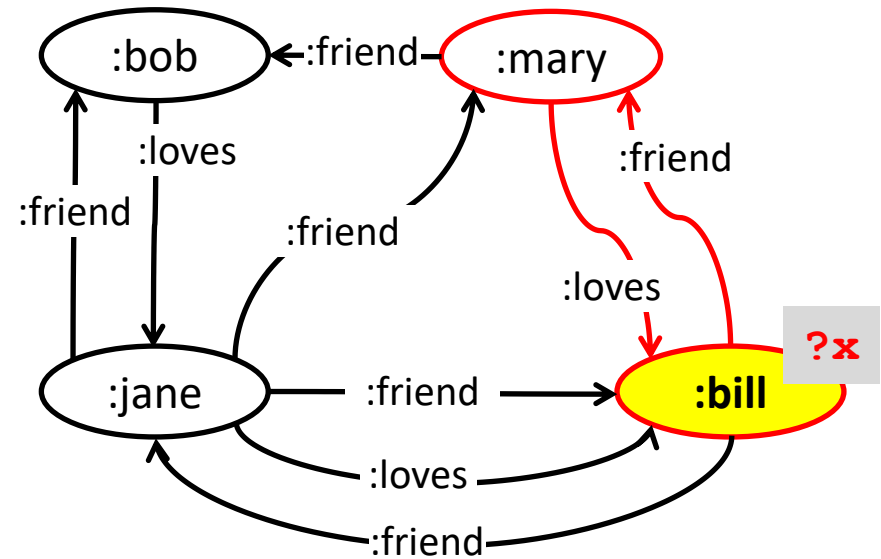 :bob
:friend
:mary
:loves
:friend
:friend
:friend
:loves
?x
:jane
:friend
:bill
:loves
:friend